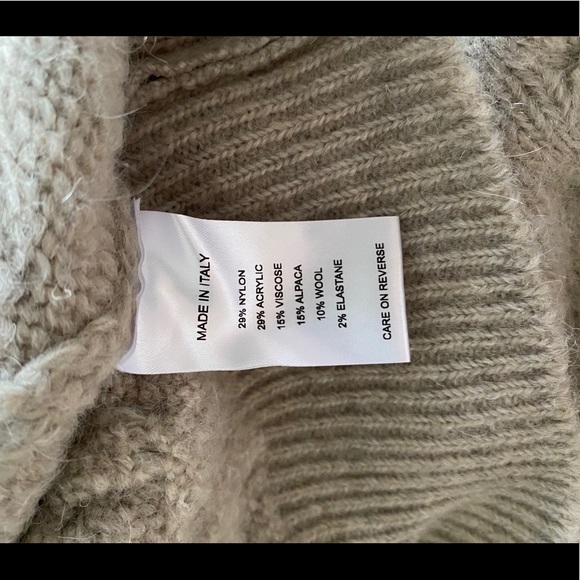 MADE IN ITALY
29% NYLON
29% ACRYLIC
15% VISCOSE
15% ALPACA
10% WOOL
2% ELASTANE
CARE ON REVERSE